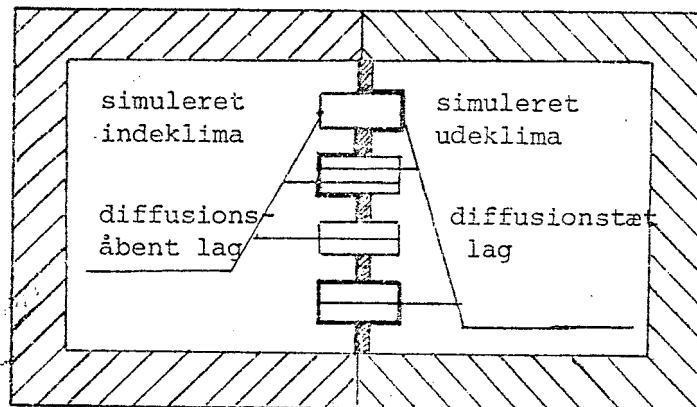 simuleret
indeklima
simuleret
udeklima
diffusions-
åbent lag
diffusionstæt
lag